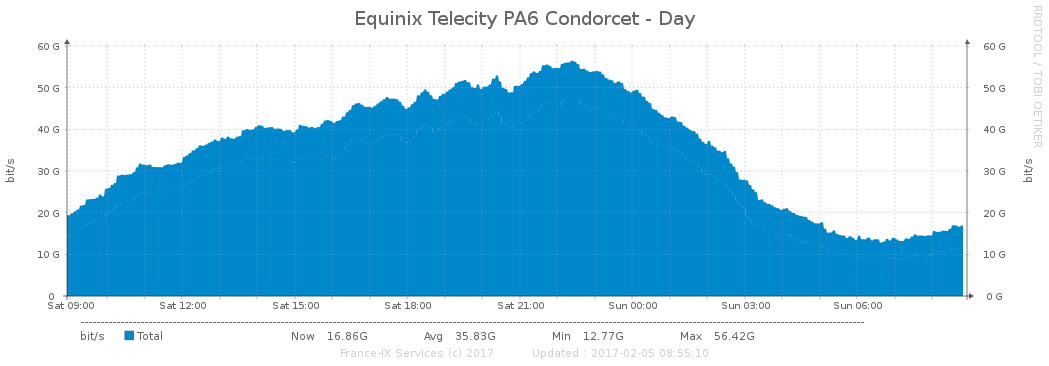 Equinix Telecity PA6 Condorcet - Day
RRDTOOL / TOBI OETIKER
60 G 60 G
50 G 50 G
40 G 40 G
30 G 30 G
20 G 20 G
10 G 10 G
0 0 G
bit/s
bit/s
Sat 09:00 Sat 12:00 Sat 15:00 Sat 18:00 Sat 21:00 Sun 00:00 Sun 03:00 Sun 06:00
bit/s Total Now 16.86G Avg 35.83G Min 12.77G Max 56.42G
France-IX Services (c) 2017 Updated : 2017-02-05 08:55:10